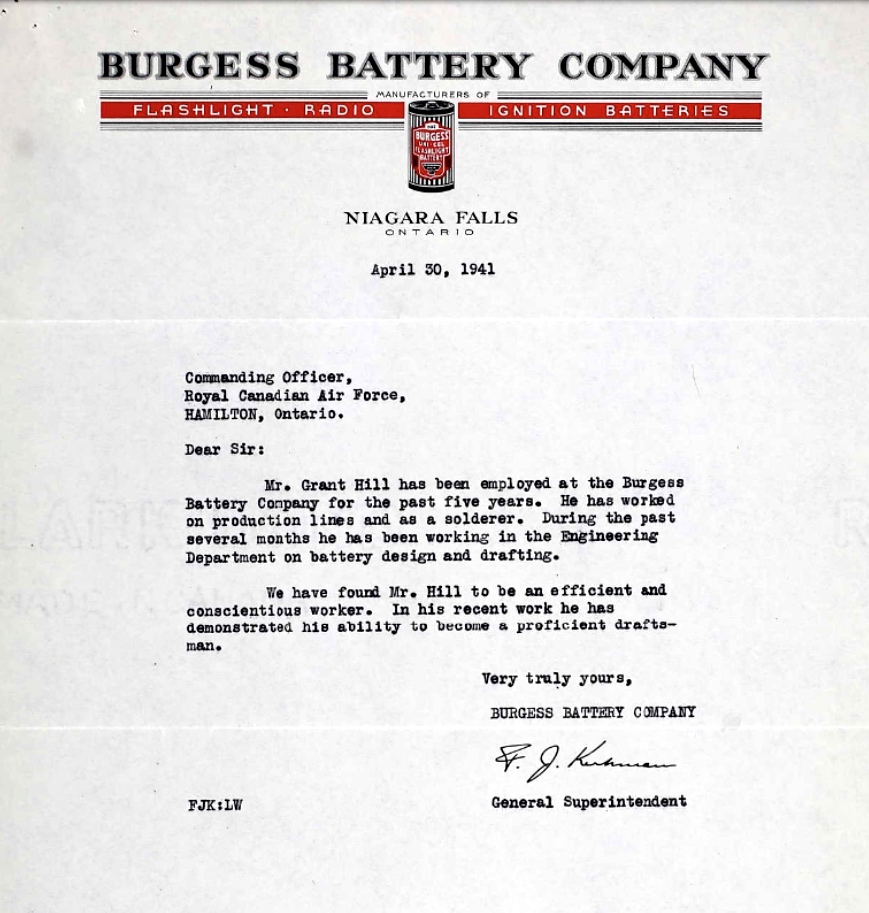 BURGESS BATTERY COMPANY
MANUFACTURERS OF
FLASHLIGHT · RADIO IGNITION BATTERIES
BURGESS
UNI-CEL
FLASHLIGHT
BATTERY
NIAGARA FALLS
ONTARIO
April 30, 1941
Commanding Officer,
Royal Canadian Air Force,
HAMILTON, Ontario.
Dear Sir:
Mr. Grant Hill has been employed at the Burgess
Battery Company for the past five years. He has worked
on production lines and as a solderer. During the past
several months he has been working in the Engineering
Department on battery design and drafting.
We have found Mr. Hill to be an efficient and
conscientious worker. In his recent work he has
demonstrated his ability to become a proficient drafts-
man.
Very truly yours,
BURGESS BATTERY COMPANY
F. J.
FJK:LW General Superintendent